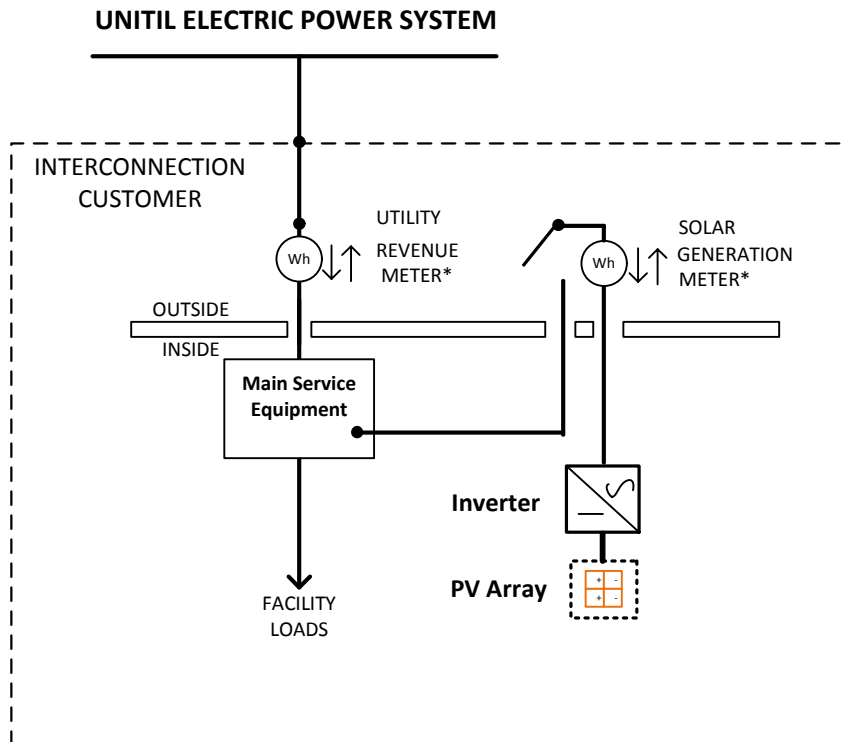 UNITIL ELECTRIC POWER SYSTEM
INTERCONNECTION
CUSTOMER
UTILITY
REVENUE
METER*
Wh
SOLAR
GENERATION
METER*
Wh
OUTSIDE
INSIDE
Main Service
Equipment
Inverter
PV Array
+ -
+ -
FACILITY
LOADS